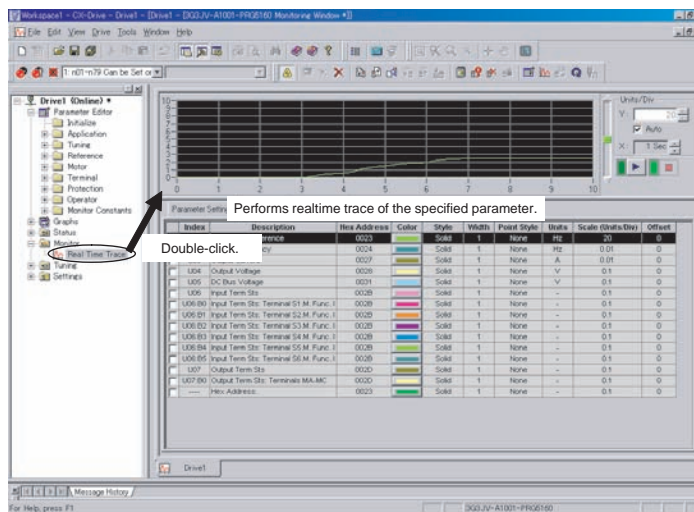 Workspace1 - CX-Drive - Drive1 - [Drive1 - [3G3JV-A1001-PRG5160 Monitoring Window *]]
File Edit View Drive Tools Window Help
1: n01~n79 Can be Set or
Drive1 (Online) *
Parameter Editor
Initialize
Application
Tuning
Reference
Motor
Terminal
Protection
Operator
Monitor Constants
Graphs
Status
Monitor
Real Time Trace
Tuning
Settings
10
0
0 1 2 3 4 5 6 7 8 9 10
Units/Div
Y: 20
Auto
X: 1 Sec
Parameter
Performs realtime trace of the specified parameter.
Double-click.
Index Description Hex Address Color Style Width Point Style Units Scale (Units/Div) Offset
0023 Solid 1 None Hz 20 0
0024 Solid 1 None Hz 0.01 0
0027 Solid 1 None A 0.01 0
U04 Output Voltage 0026 Solid 1 None V 0.1 0
U05 DC Bus Voltage 0031 Solid 1 None V 0.1 0
U06 Input Term Sts 002B Solid 1 None - 0.1 0
U06:B0 Input Term Sts: Terminal S1 M. Func. I 002B Solid 1 None - 0.1 0
U06:B1 Input Term Sts: Terminal S2 M. Func. I 002B Solid 1 None - 0.1 0
U06:B2 Input Term Sts: Terminal S3 M. Func. I 002B Solid 1 None - 0.1 0
U06:B3 Input Term Sts: Terminal S4 M. Func. I 002B Solid 1 None - 0.1 0
U06:B4 Input Term Sts: Terminal S5 M. Func. I 002B Solid 1 None - 0.1 0
U06:B5 Input Term Sts: Terminal S6 M. Func. I 002B Solid 1 None - 0.1 0
U07 Output Term Sts 002D Solid 1 None - 0.1 0
U07:B0 Output Term Sts: Terminals MA-MC 002D Solid 1 None - 0.1 0
---- Hex Address: 0023 Solid 1 None - 0.1 0
Drive1
Message History
For Help, press F1
3G3JV-A1001-PRG5160